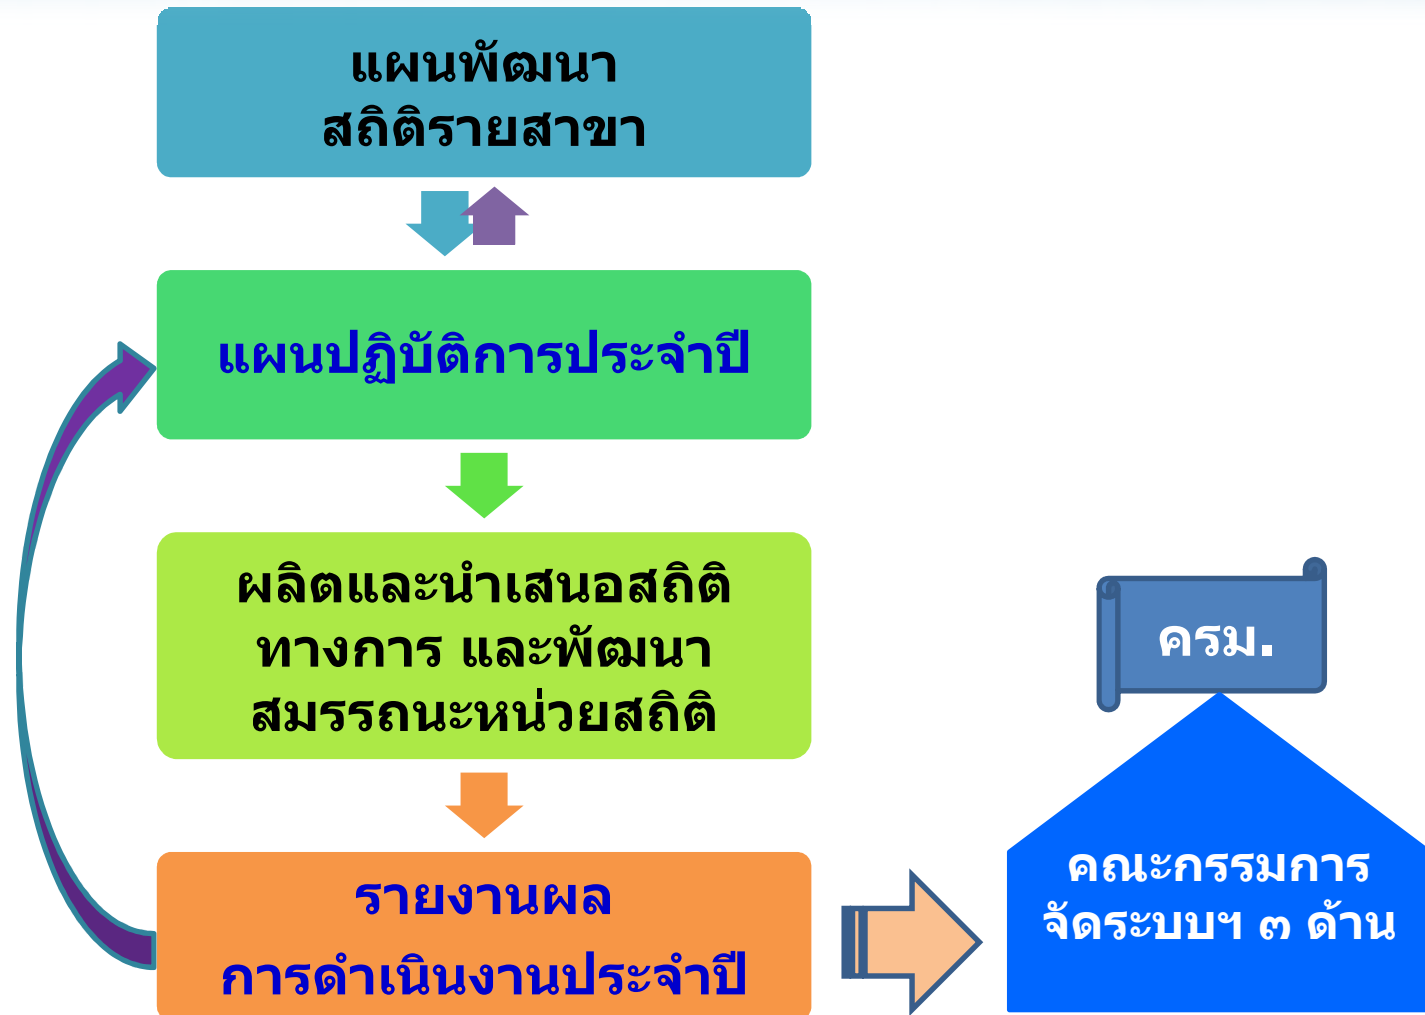 แผนพัฒนา
สถิติรายสาขา
แผนปฏิบัติการประจำปี
ผลิตและนำเสนอสถิติ
ทางการ และพัฒนา
สมรรถนะหน่วยสถิติ
รายงานผล
การดำเนินงานประจำปี
ครม.
คณะกรรมการ
จัดระบบฯ ๓ ด้าน